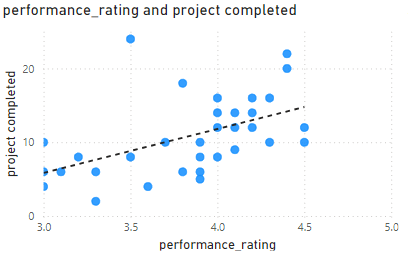 performance_rating and project completed
project completed
20
10
0
3.0 3.5 4.0 4.5 5.0
performance_rating